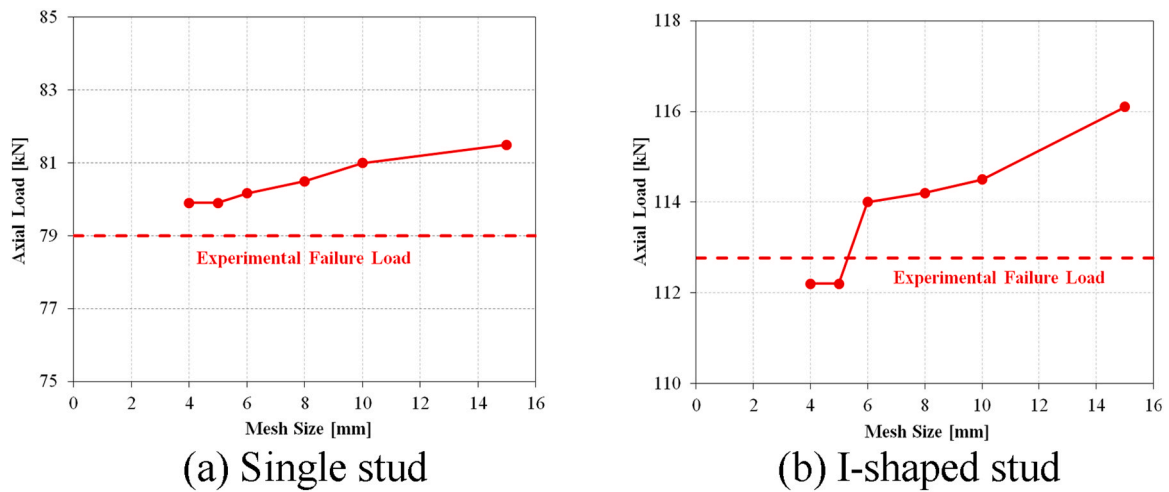 85
83
81
79
77
75
Axial Load [kN]
Experimental Failure Load
0 2 4 6 8 10 12 14 16
Mesh Size [mm]
(a) Single stud
118
116
114
112
110
Axial Load [kN]
Experimental Failure Load
0 2 4 6 8 10 12 14 16
Mesh Size [mm]
(b) I-shaped stud